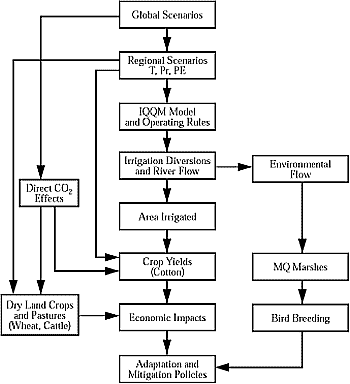 Global Scenarios
Regional Scenarios
T, Pr, PE
IQQM Model
and Operating Rules
Irrigation Diversions
and River Flow
Environmental
Flow
Direct CO₂
Effects
Area Irrigated
Crop Yields
(Cotton)
MQ Marshes
Dry Land Crops
and Pastures
(Wheat, Cattle)
Economic Impacts
Bird Breeding
Adaptation and
Mitigation Policies